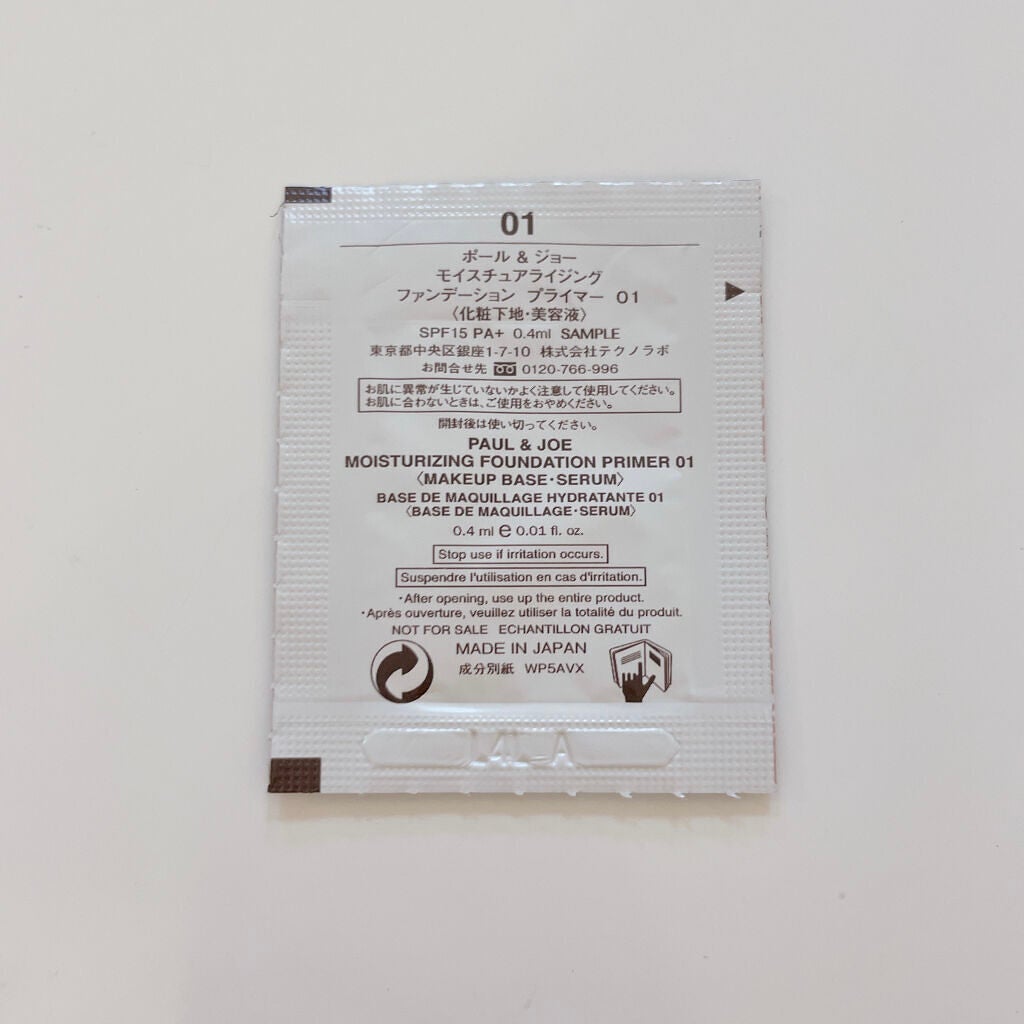 01
ポール & ジョー
モイスチュアライジング
ファンデーション プライマー 01
〈化粧下地・美容液〉
SPF15 PA+ 0.4ml SAMPLE
東京都中央区銀座1-7-10 株式会社テクノラボ
お問合せ先 0120-766-996
お肌に異常が生じていないかよく注意して使用してください。
お肌に合わないときは、ご使用をおやめください。
開封後は使い切ってください。
PAUL & JOE
MOISTURIZING FOUNDATION PRIMER 01
〈MAKEUP BASE・SERUM〉
BASE DE MAQUILLAGE HYDRATANTE 01
〈BASE DE MAQUILLAGE・SERUM〉
0.4 ml e 0.01 fl. oz.
Stop use if irritation occurs.
Suspendre l'utilisation en cas d'irritation.
・After opening, use up the entire product.
・Après ouverture, veuillez utiliser la totalité du produit.
NOT FOR SALE ECHANTILLON GRATUIT
MADE IN JAPAN
成分別紙 WP5AVX